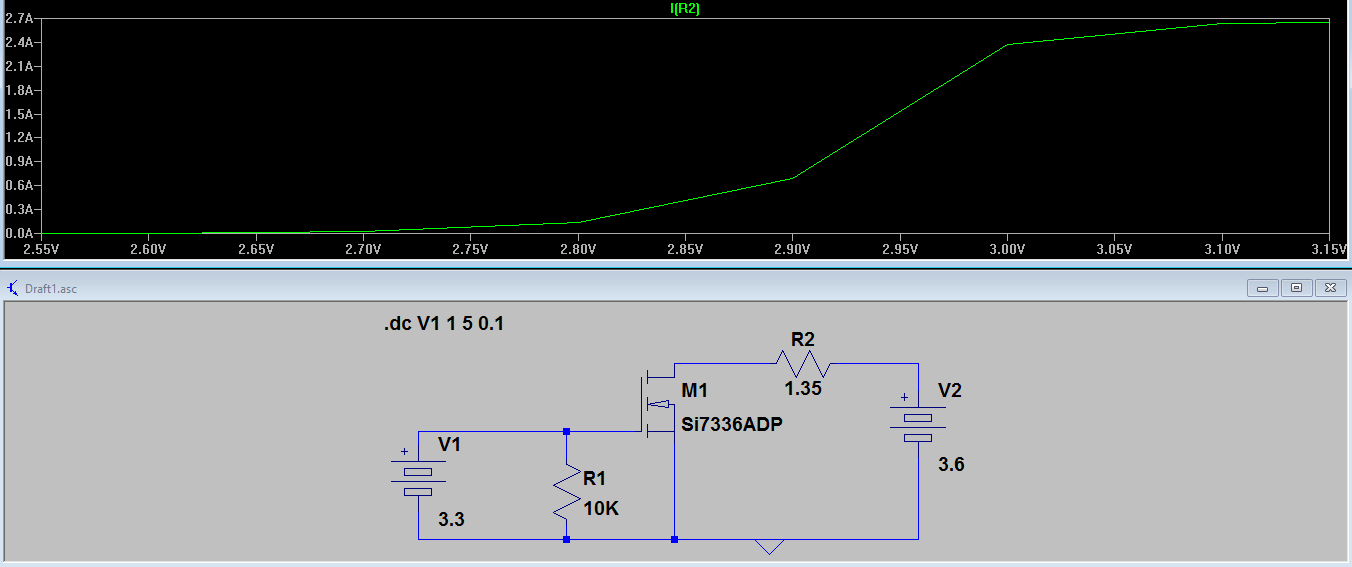 I(R2)
2.7A
2.4A
2.1A
1.8A
1.5A
1.2A
0.9A
0.6A
0.3A
0.0A
2.55V 2.60V 2.65V 2.70V 2.75V 2.80V 2.85V 2.90V 2.95V 3.00V 3.05V 3.10V 3.15V
Draft1.asc
.dc V1 1 5 0.1
R2
1.35
M1
Si7336ADP
V2
3.6
V1
3.3
R1
10K